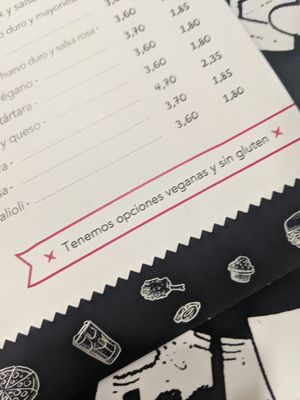 y salsa
duro y mayonesa 3,60 1,85
3,70 1,80
huevo duro y salsa rosa 3,60 1,80
3,60 1,80
tártara 4,70 2,35
y queso 3,70 1,85
3,60 1,80
alioli
Tenemos opciones veganas y sin gluten